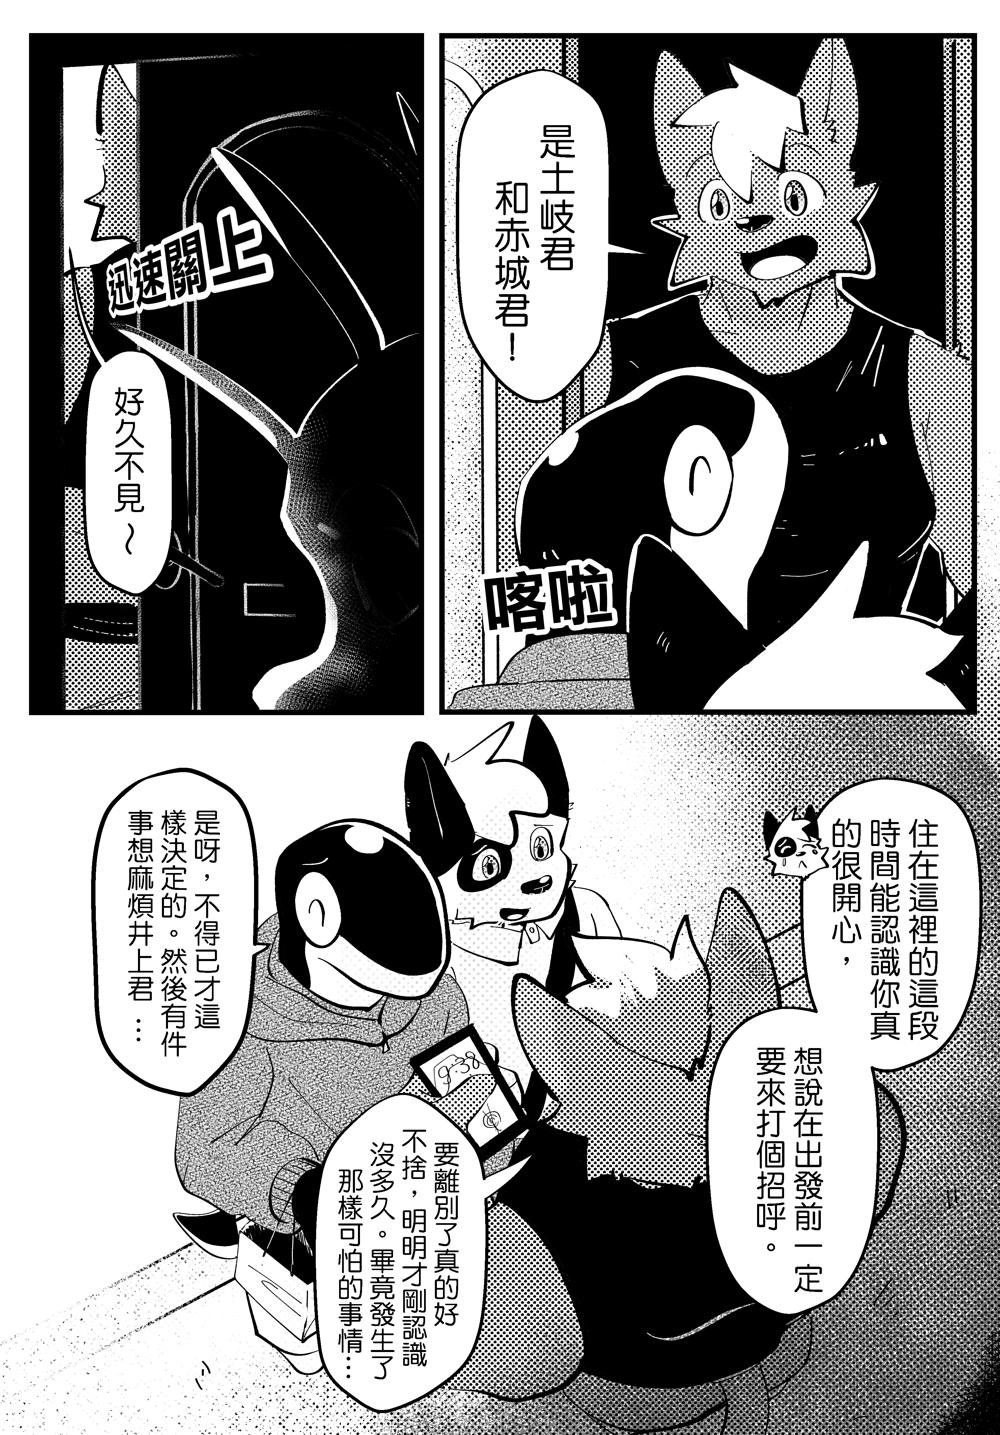 是土岐君
和赤城君！
喀啦
迅速關上
好久不見～
住在這裡的這段
時間能認識你真
的很開心，
想說在出發前一定
要來打個招呼。
要離別了真的好
不捨，明明才剛認識
沒多久。畢竟發生了
那樣可怕的事情…
是呀，不得已才這
樣決定的。然後有件
事想麻煩井上君…
9:38